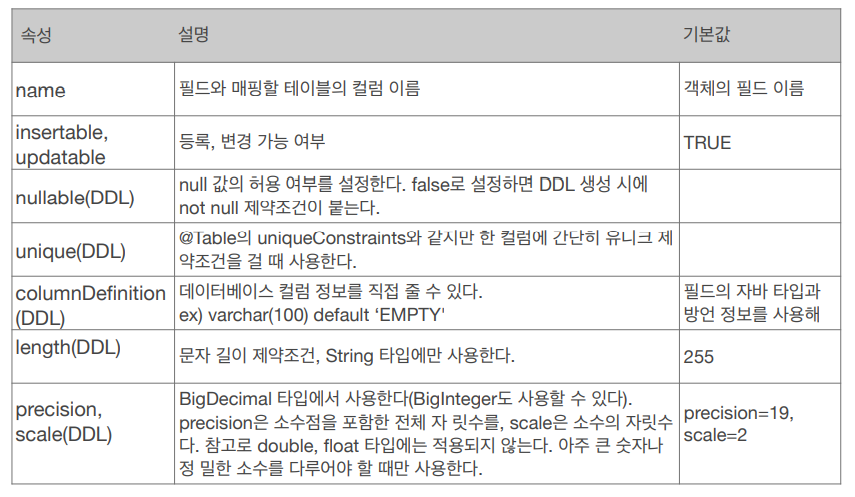 속성 설명 기본값
name 필드와 매핑할 테이블의 컬럼 이름 객체의 필드 이름
insertable,
updatable 등록, 변경 가능 여부 TRUE
nullable(DDL) null 값의 허용 여부를 설정한다. false로 설정하면 DDL 생성 시에
not null 제약조건이 붙는다.
unique(DDL) @Table의 uniqueConstraints와 같지만 한 컬럼에 간단히 유니크 제
약조건을 걸 때 사용한다.
columnDefinition
(DDL) 데이터베이스 컬럼 정보를 직접 줄 수 있다.
ex) varchar(100) default ‘EMPTY' 필드의 자바 타입과
방언 정보를 사용해
length(DDL) 문자 길이 제약조건, String 타입에만 사용한다. 255
precision,
scale(DDL) BigDecimal 타입에서 사용한다(BigInteger도 사용할 수 있다).
precision은 소수점을 포함한 전체 자 릿수를, scale은 소수의 자릿수
다. 참고로 double, float 타입에는 적용되지 않는다. 아주 큰 숫자나
정 밀한 소수를 다루어야 할 때만 사용한다. precision=19,
scale=2